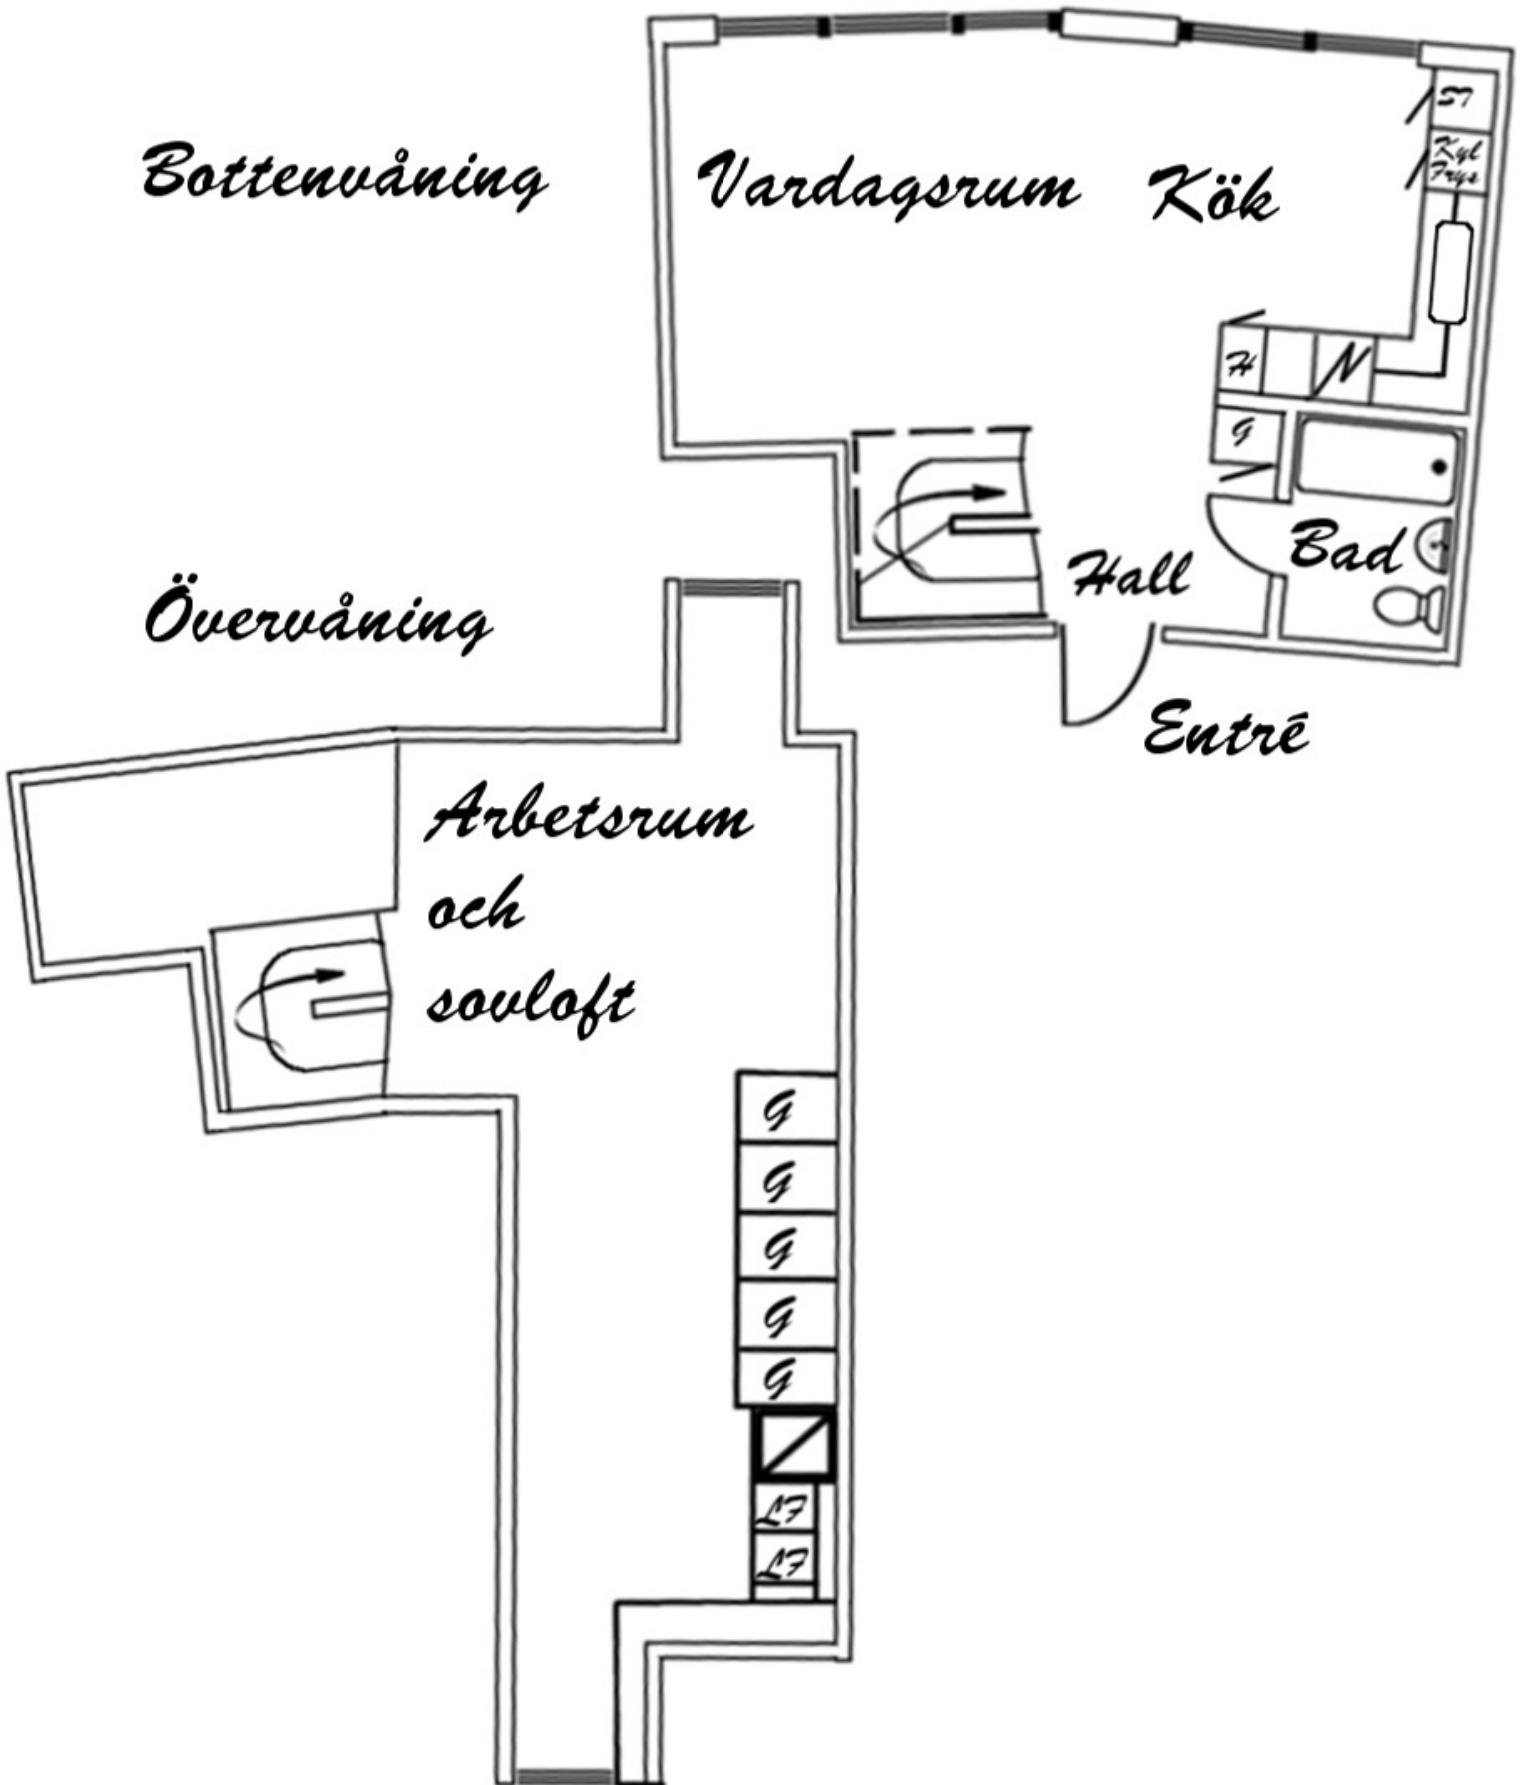 Bottenvåning
Vardagsrum
Kök
ST
Kyl
Frys
H
G
Hall
Bad
Entré
Övervåning
Arbetsrum
och
sovloft
G
G
G
G
G
LF
LF